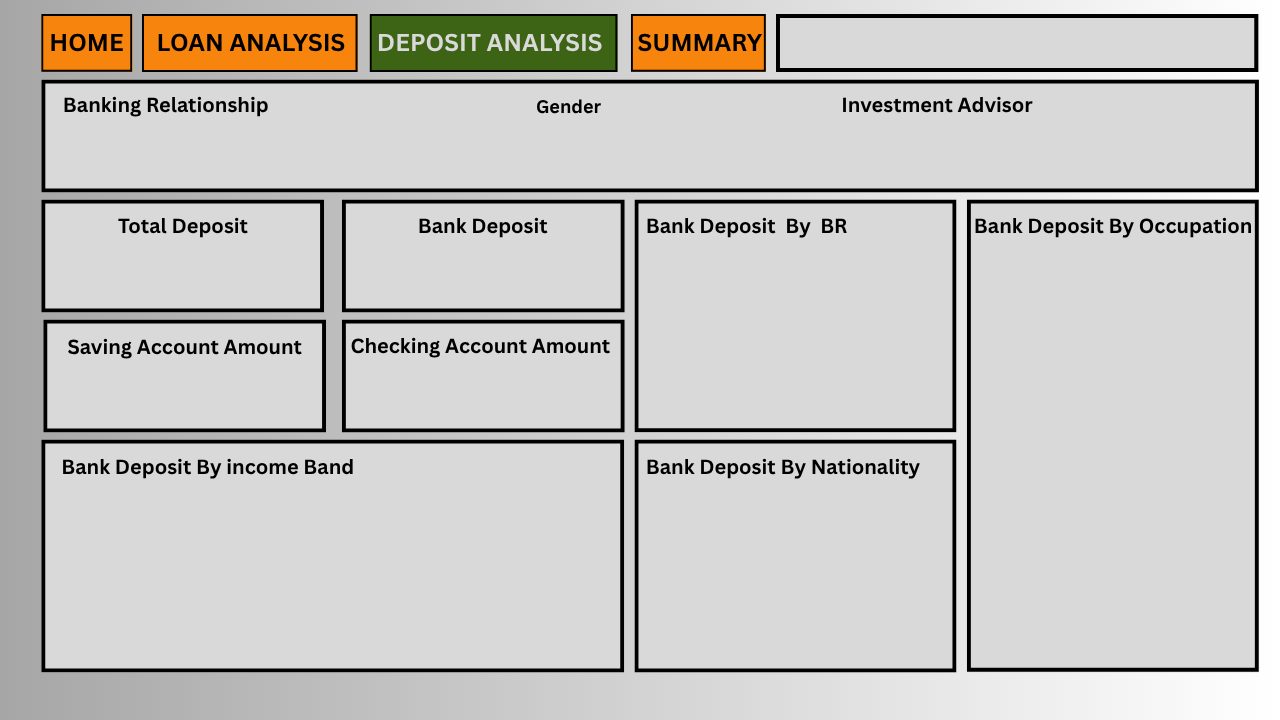 HOME
LOAN ANALYSIS
DEPOSIT ANALYSIS
SUMMARY
Banking Relationship
Gender
Investment Advisor
Total Deposit
Bank Deposit
Bank Deposit  By  BR
Bank Deposit By Occupation
Saving Account Amount
Checking Account Amount
Bank Deposit By income Band
Bank Deposit By Nationality